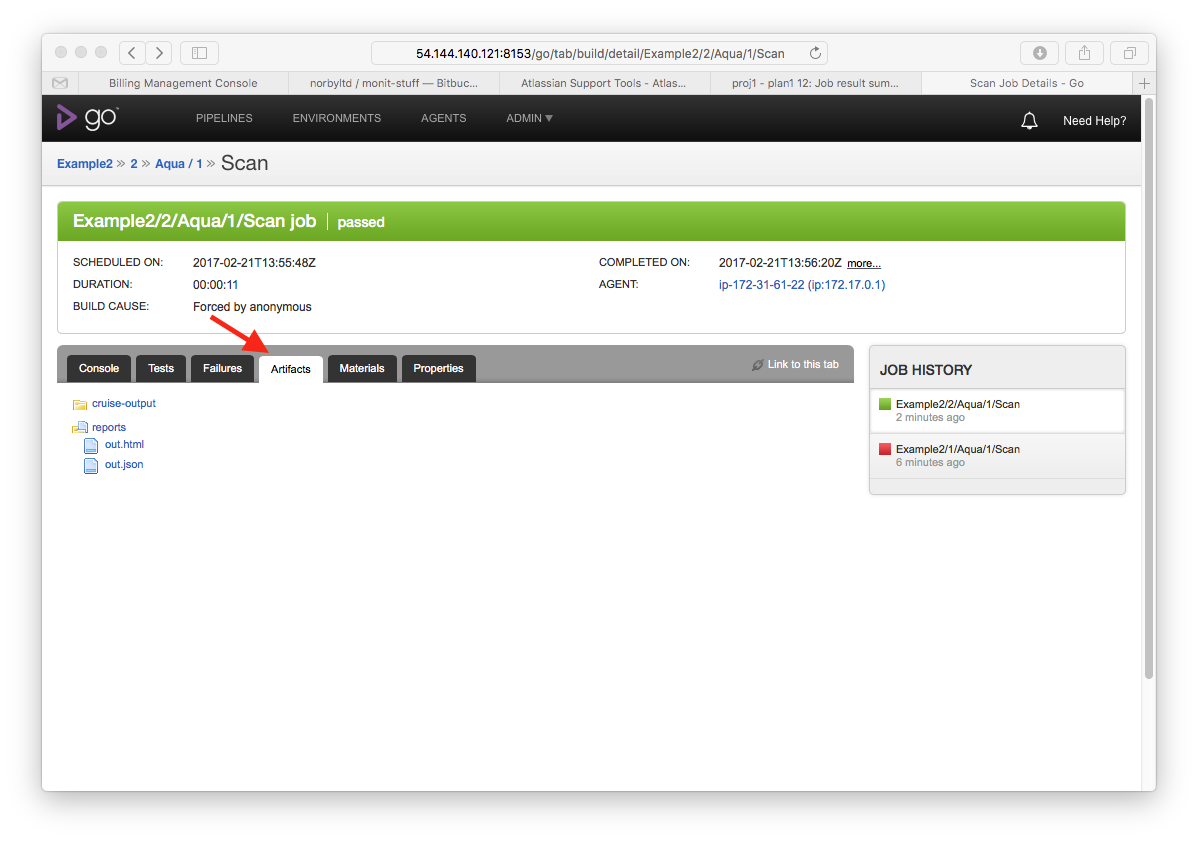 54.144.140.121:8153/go/tab/build/detail/Example2/2/Aqua/1/Scan
Billing Management Console
norbyltd / monit-stuff — Bitbuc...
Atlassian Support Tools - Atlas...
proj1 - plan1 12: Job result sum...
Scan Job Details - Go
go™
PIPELINES
ENVIRONMENTS
AGENTS
ADMIN ▼
Need Help?
Example2 » 2 » Aqua / 1 » Scan
Example2/2/Aqua/1/Scan job | passed
SCHEDULED ON: 2017-02-21T13:55:48Z
DURATION: 00:00:11
BUILD CAUSE: Forced by anonymous
COMPLETED ON: 2017-02-21T13:56:20Z more...
AGENT: ip-172-31-61-22 (ip:172.17.0.1)
Console
Tests
Failures
Artifacts
Materials
Properties
Link to this tab
cruise-output
reports
out.html
out.json
JOB HISTORY
Example2/2/Aqua/1/Scan
2 minutes ago
Example2/1/Aqua/1/Scan
6 minutes ago